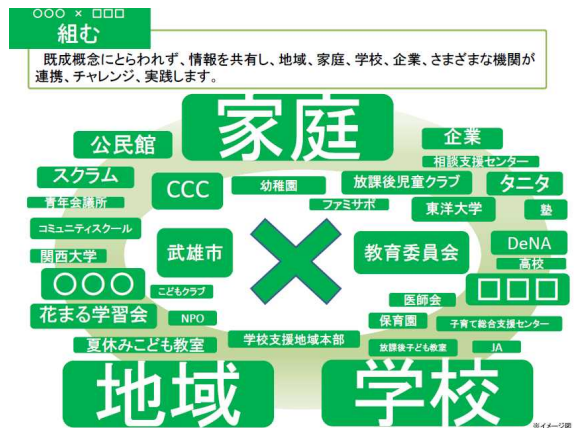 ○○○ × □□□
組む
既成概念にとらわれず、情報を共有し、地域、家庭、学校、企業、さまざまな機関が
連携、チャレンジ、実践します。
家庭
公民館
企業
相談支援センター
スクラム
CCC
幼稚園
放課後児童クラブ
タニタ
青年会議所
ファミサポ
東洋大学
塾
コミュニティスクール
武雄市
教育委員会
DeNA
関西大学
高校
○○○
こどもクラブ
医師会
□□□
花まる学習会
NPO
保育園
子育て総合支援センター
夏休みこども教室
学校支援地域本部
放課後子ども教室
JA
地域
学校
※イメージ図